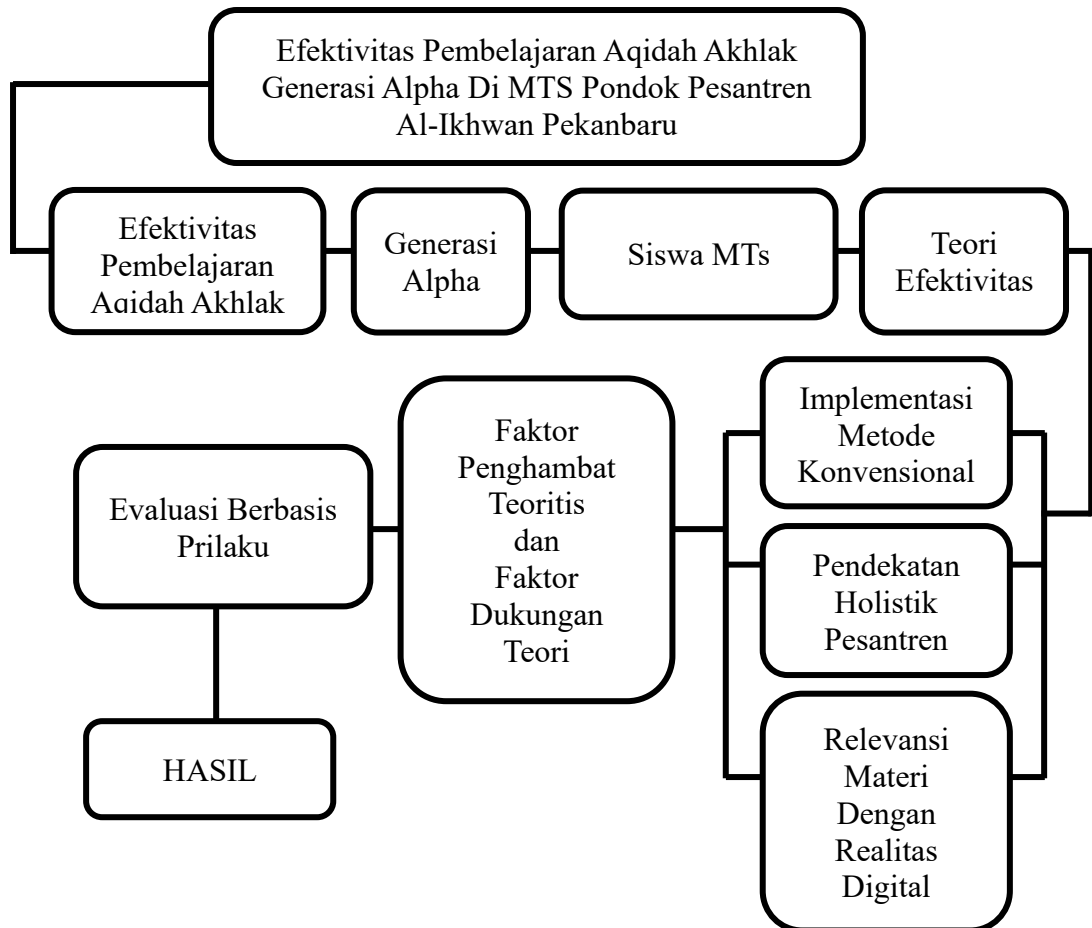 Efektivitas Pembelajaran Aqidah Akhlak
Generasi Alpha Di MTS Pondok Pesantren
Al-Ikhwan Pekanbaru
Efektivitas
Pembelajaran
Aqidah Akhlak
Generasi
Alpha
Siswa MTs
Teori
Efektivitas
Implementasi
Metode
Konvensional
Pendekatan
Holistik
Pesantren
Relevansi
Materi
Dengan
Realitas
Digital
Faktor
Penghambat
Teoritis
dan
Faktor
Dukungan
Teori
Evaluasi Berbasis
Prilaku
HASIL